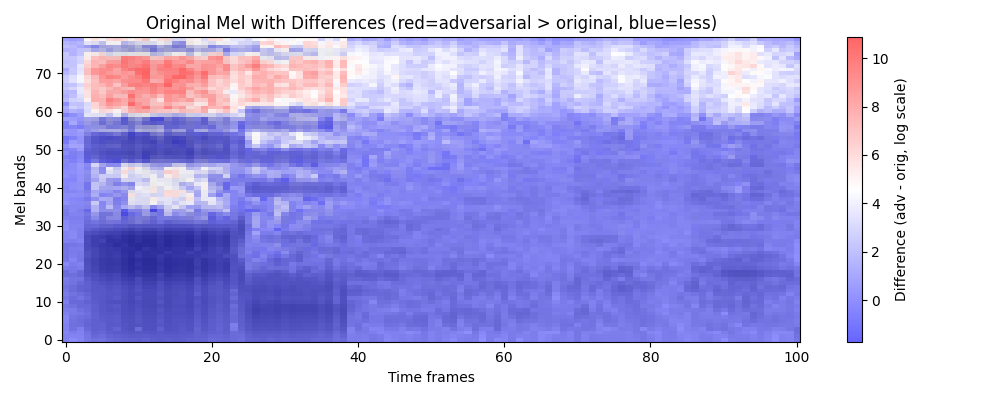 Original Mel with Differences (red=adversarial > original, blue=less)
Mel bands
70
60
50
40
30
20
10
0
0 20 40 60 80 100
Time frames
10
8
6
4
2
0
Difference (adv - orig, log scale)